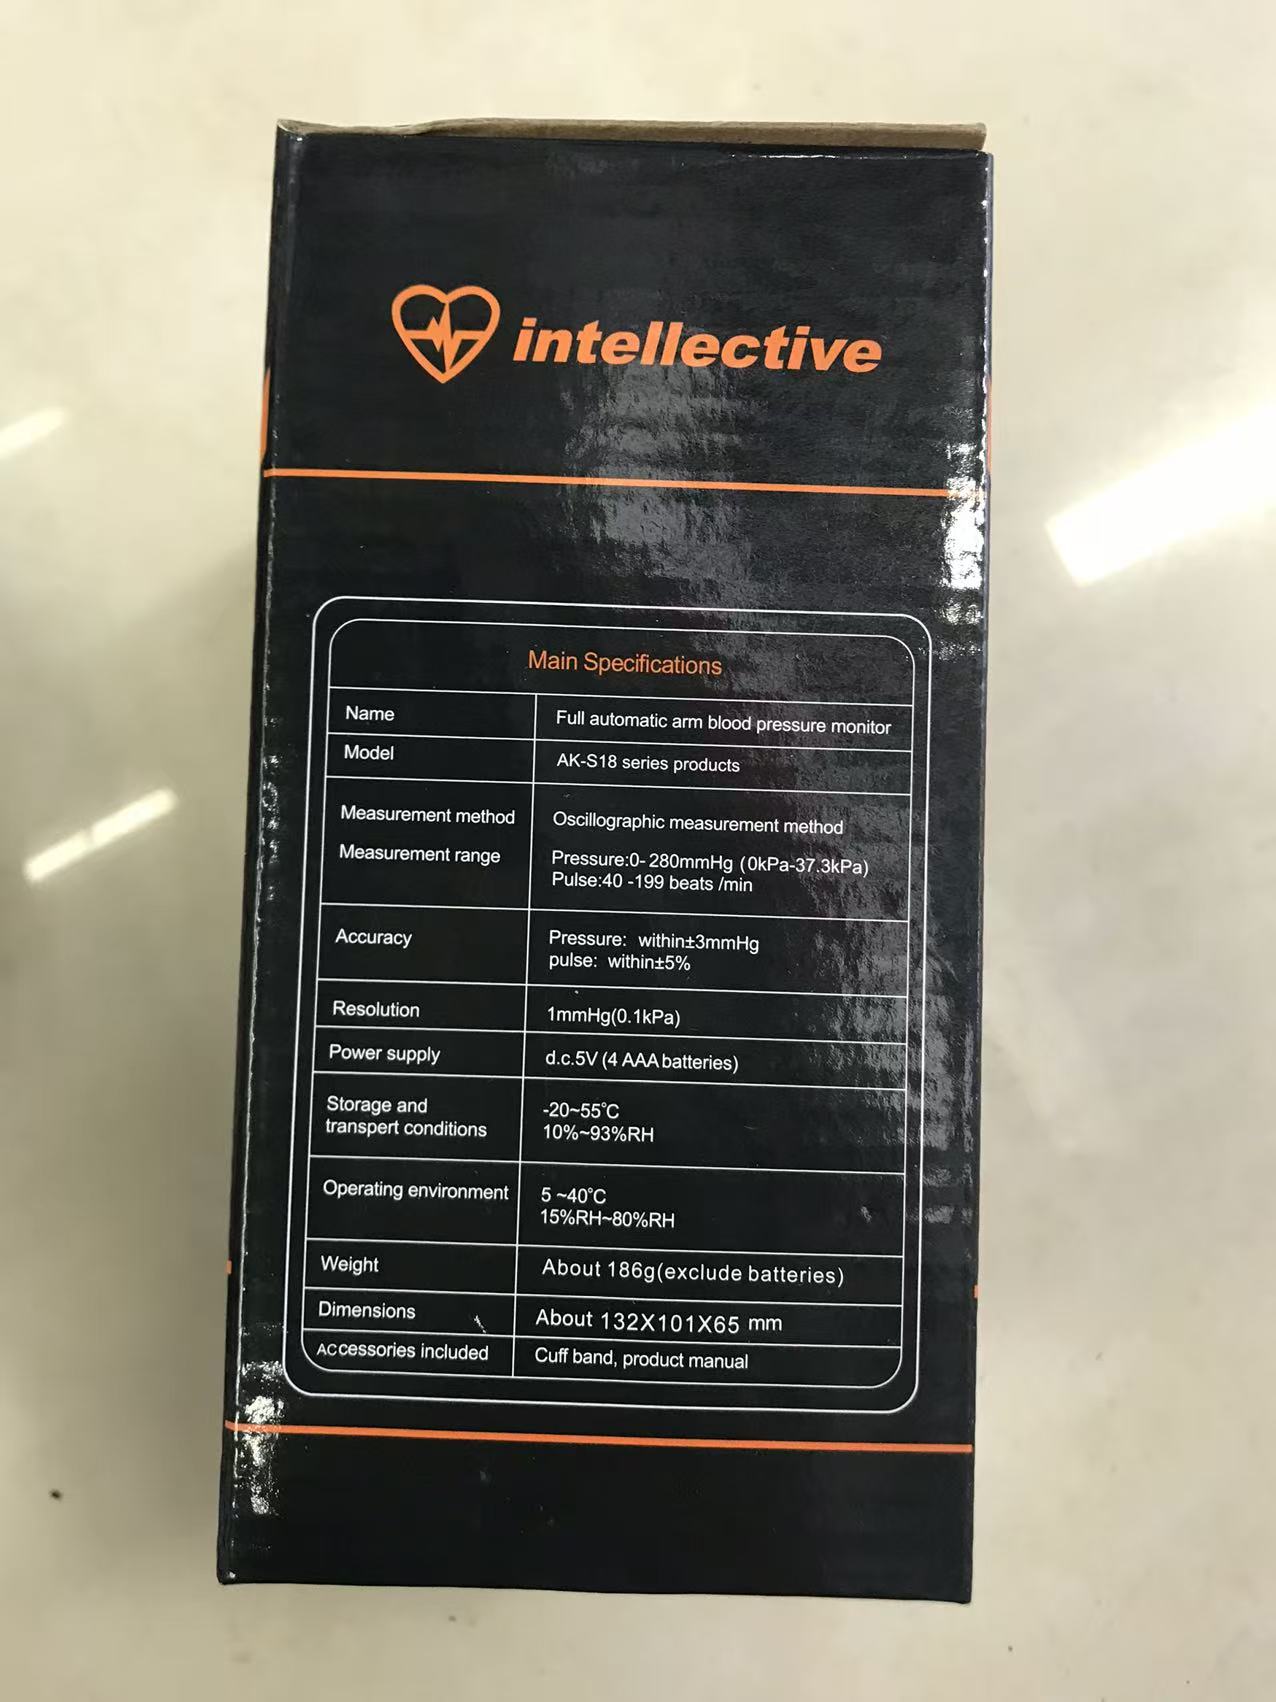 intellective
Main Specifications
Name Full automatic arm blood pressure monitor
Model AK-S18 series products
Measurement method Oscillographic measurement method
Measurement range Pressure:0- 280mmHg (0kPa-37.3kPa)
Pulse:40 -199 beats /min
Accuracy Pressure: within±3mmHg
pulse: within±5%
Resolution 1mmHg(0.1kPa)
Power supply d.c.5V (4 AAA batteries)
Storage and -20~55°C
transpert conditions 10%~93%RH
Operating environment 5 ~40°C
15%RH~80%RH
Weight About 186g(exclude batteries)
Dimensions About 132X101X65 mm
ACcessories included Cuff band, product manual